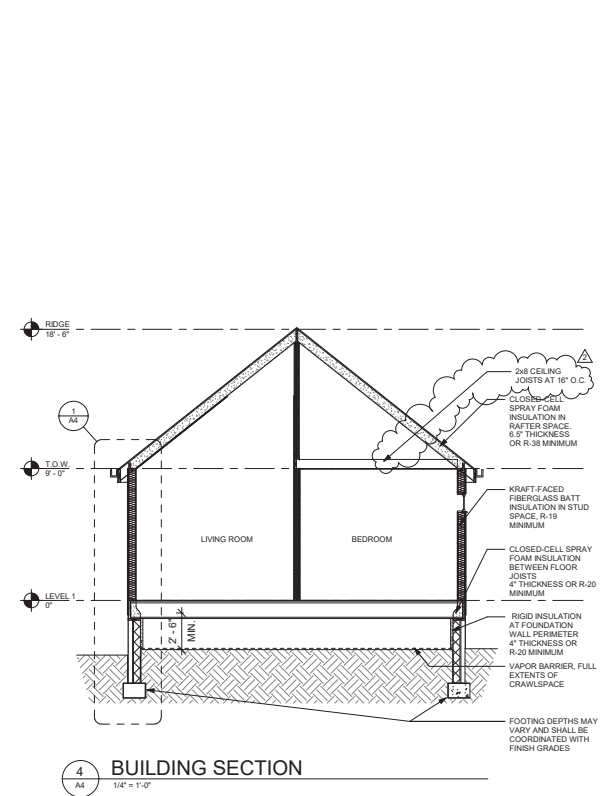 RIDGE
18' - 6"
2
2x8 CEILING
JOISTS AT 16" O.C.
CLOSED-CELL
SPRAY FOAM
INSULATION IN
RAFTER SPACE.
6.5" THICKNESS
OR R-38 MINIMUM
1
A4
T.O.W.
9' - 0"
KRAFT-FACED
FIBERGLASS BATT
INSULATION IN STUD
SPACE, R-19
MINIMUM
LIVING ROOM
BEDROOM
CLOSED-CELL SPRAY
FOAM INSULATION
BETWEEN FLOOR
JOISTS
4" THICKNESS OR R-20
MINIMUM
LEVEL 1
0"
2' - 6"
MIN.
RIGID INSULATION
AT FOUNDATION
WALL PERIMETER
4" THICKNESS OR
R-20 MINIMUM
VAPOR BARRIER, FULL
EXTENTS OF
CRAWLSPACE
FOOTING DEPTHS MAY
VARY AND SHALL BE
COORDINATED WITH
FINISH GRADES
4
A4
BUILDING SECTION
1/4" = 1'-0"